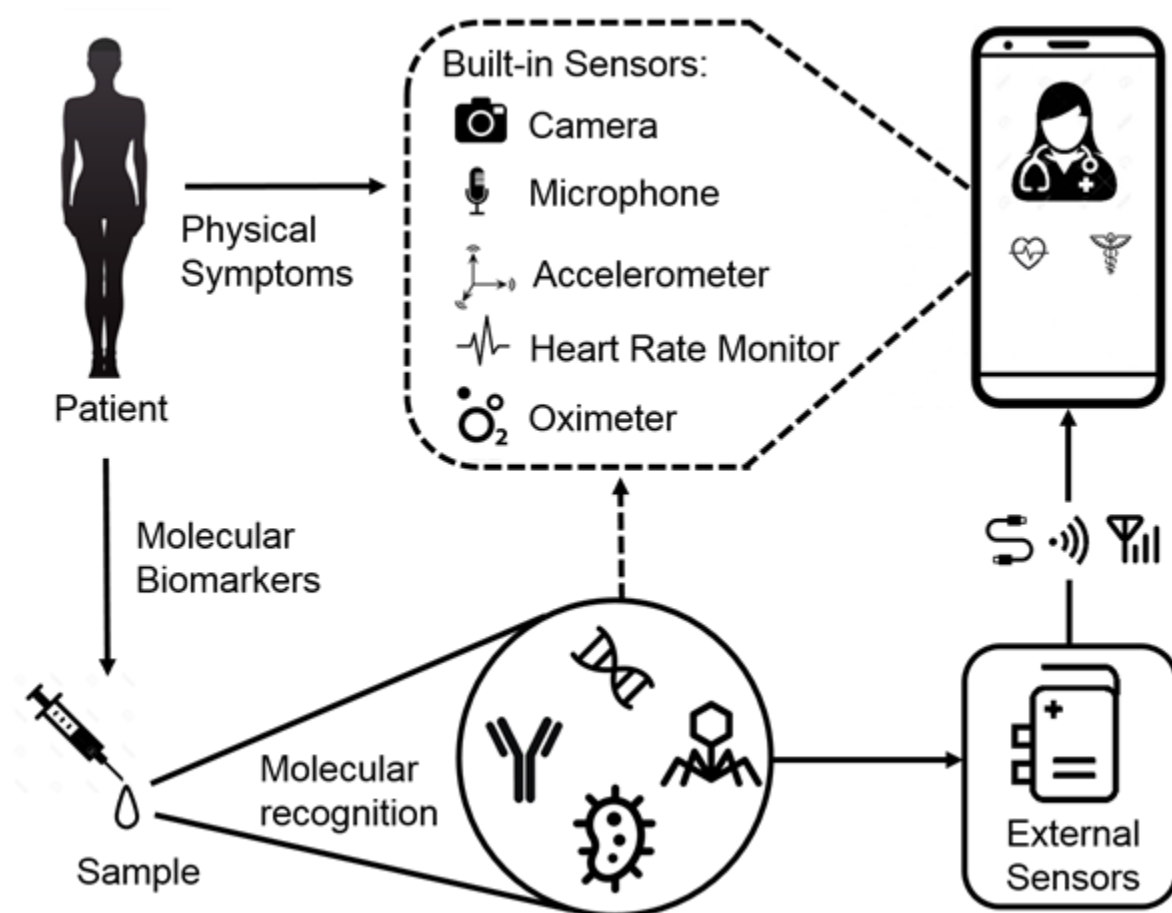 Built-in Sensors:
Camera
Microphone
Accelerometer
Heart Rate Monitor
O2
Oximeter
Physical
Symptoms
Patient
Molecular
Biomarkers
Molecular
recognition
Sample
External
Sensors